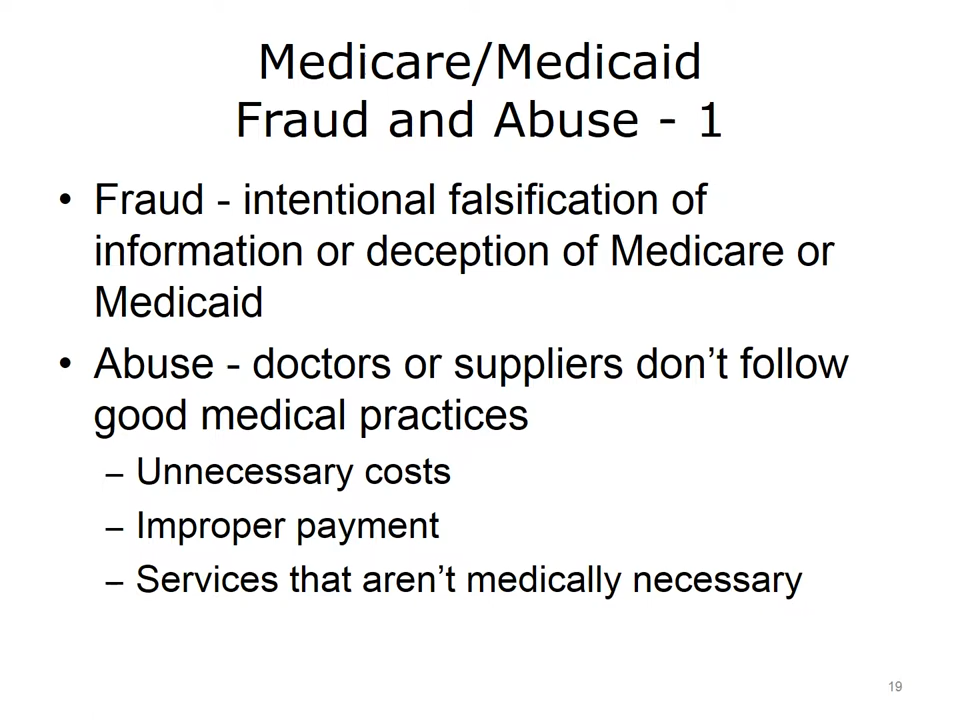 Medicare/Medicaid
Fraud and Abuse - 1
• Fraud - intentional falsification of
information or deception of Medicare or
Medicaid
• Abuse - doctors or suppliers don’t follow
good medical practices
– Unnecessary costs
– Improper payment
– Services that aren’t medically necessary
19